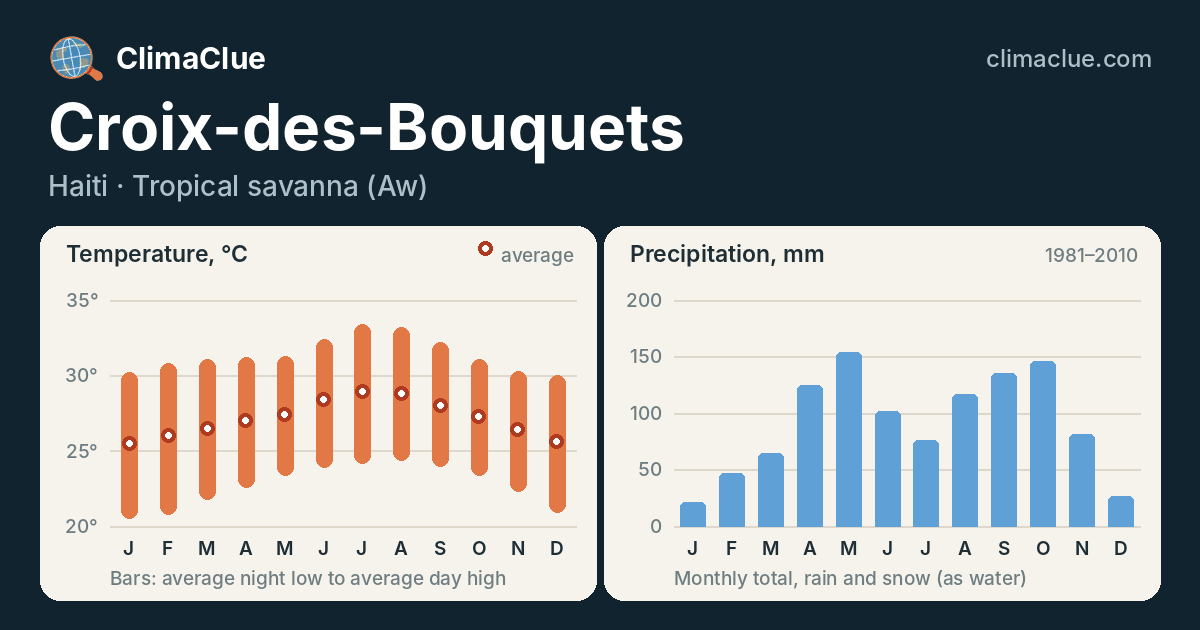 ClimaClue
climaclue.com
Croix-des-Bouquets
Haiti · Tropical savanna (Aw)
Temperature, °C
average
35°
30°
25°
20°
J F M A M J J A S O N D
Bars: average night low to average day high
Precipitation, mm
1981–2010
200
150
100
50
0
J F M A M J J A S O N D
Monthly total, rain and snow (as water)